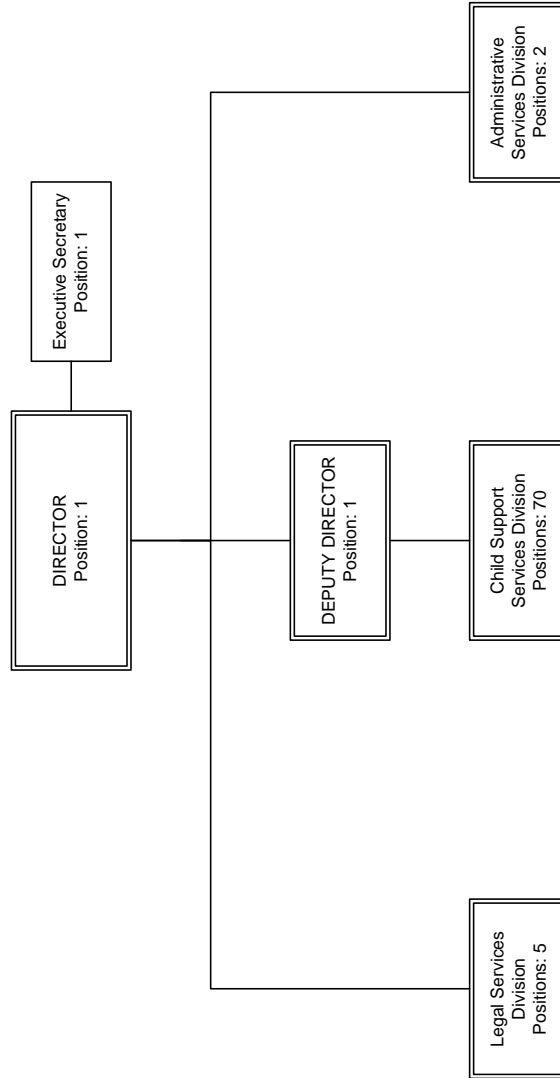 DIRECTOR
Position: 1
Executive Secretary
Position: 1
DEPUTY DIRECTOR
Position: 1
Legal Services
Division
Positions: 5
Child Support
Services Division
Positions: 70
Administrative
Services Division
Positions: 2